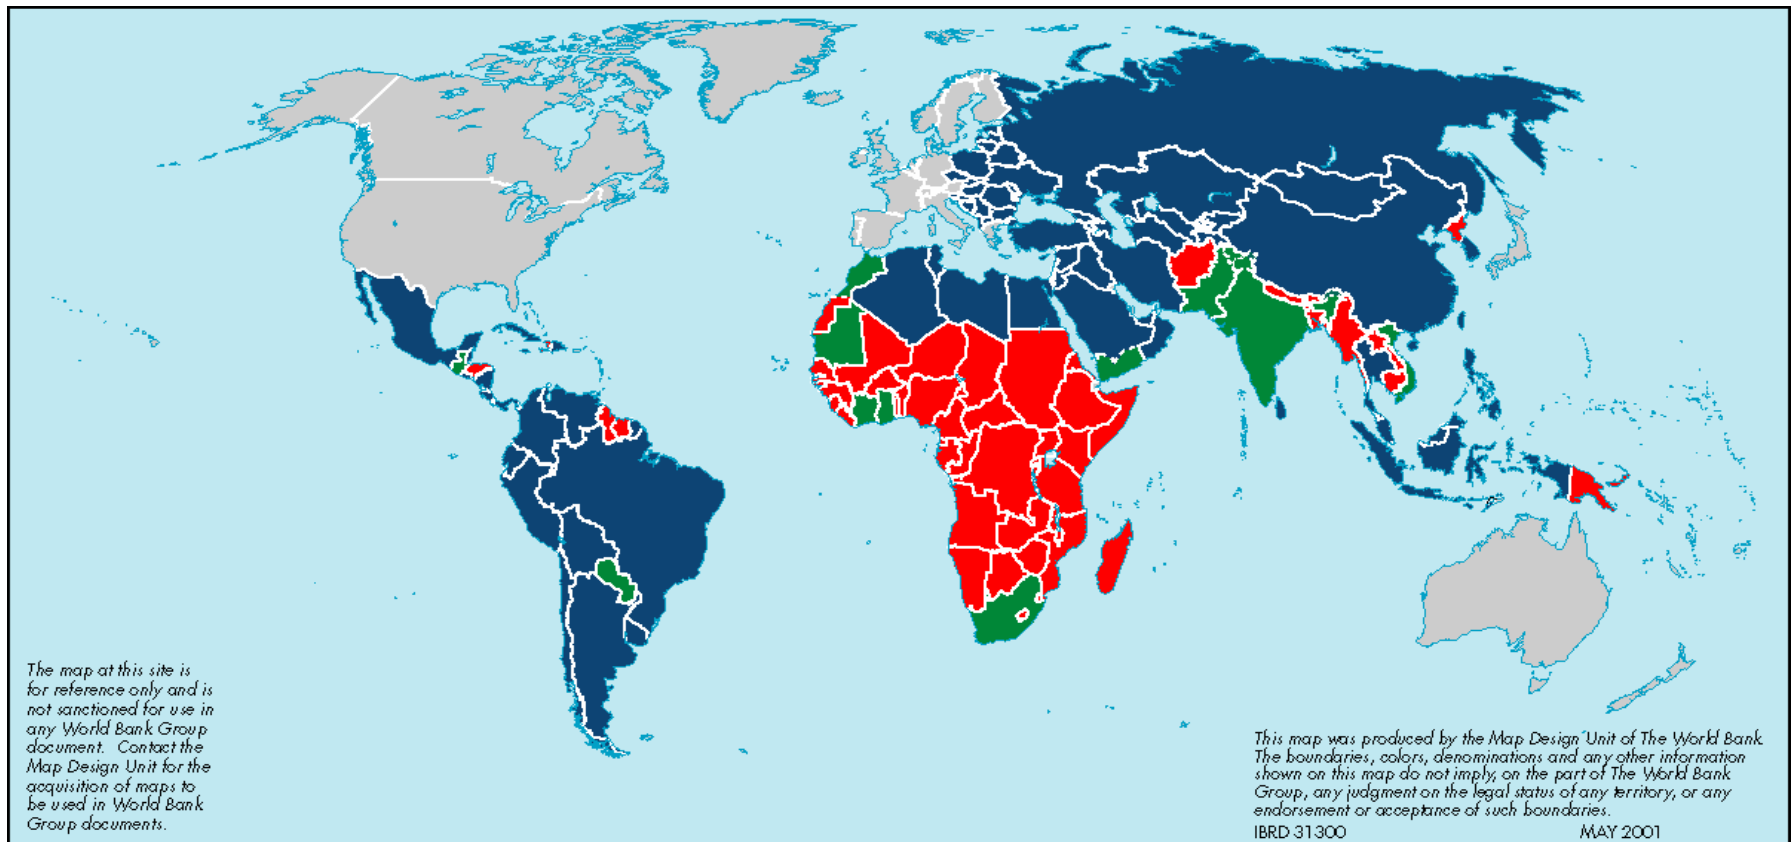 The map at this site is
for reference only and is
not sanctioned for use in
any World Bank Group
document. Contact the
Map Design Unit for the
acquisition of maps to
be used in World Bank
Group documents.
This map was produced by the Map Design Unit of The World Bank.
The boundaries, colors, denominations and any other information
shown on this map do not imply, on the part of The World Bank
Group, any judgment on the legal status of any territory, or any
endorsement or acceptance of such boundaries.
IBRD 31300 MAY 2001